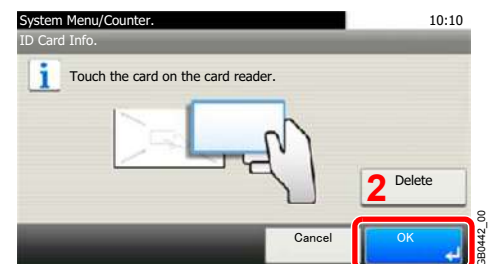 System Menu/Counter. 10:10
ID Card Info.
Touch the card on the card reader.
2 Delete
Cancel OK
GB0442_00